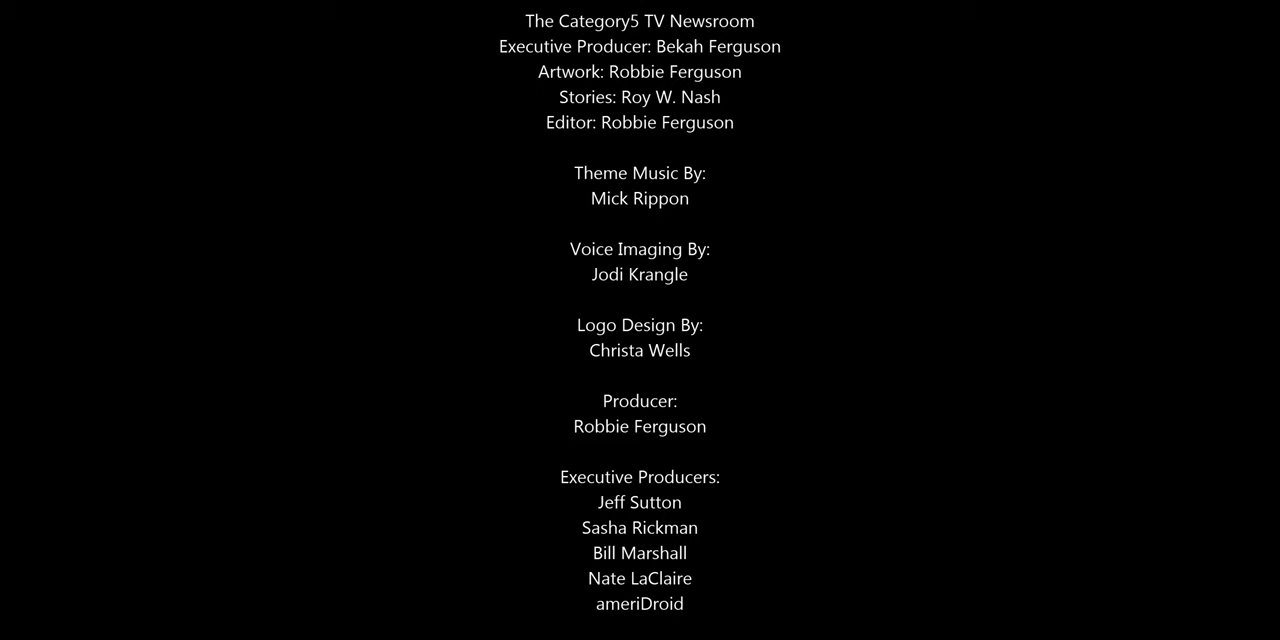 The Category5 TV Newsroom
Executive Producer: Bekah Ferguson
Artwork: Robbie Ferguson
Stories: Roy W. Nash
Editor: Robbie Ferguson
Theme Music By:
Mick Rippon
Voice Imaging By:
Jodi Krangle
Logo Design By:
Christa Wells
Producer:
Robbie Ferguson
Executive Producers:
Jeff Sutton
Sasha Rickman
Bill Marshall
Nate LaClaire
ameriDroid